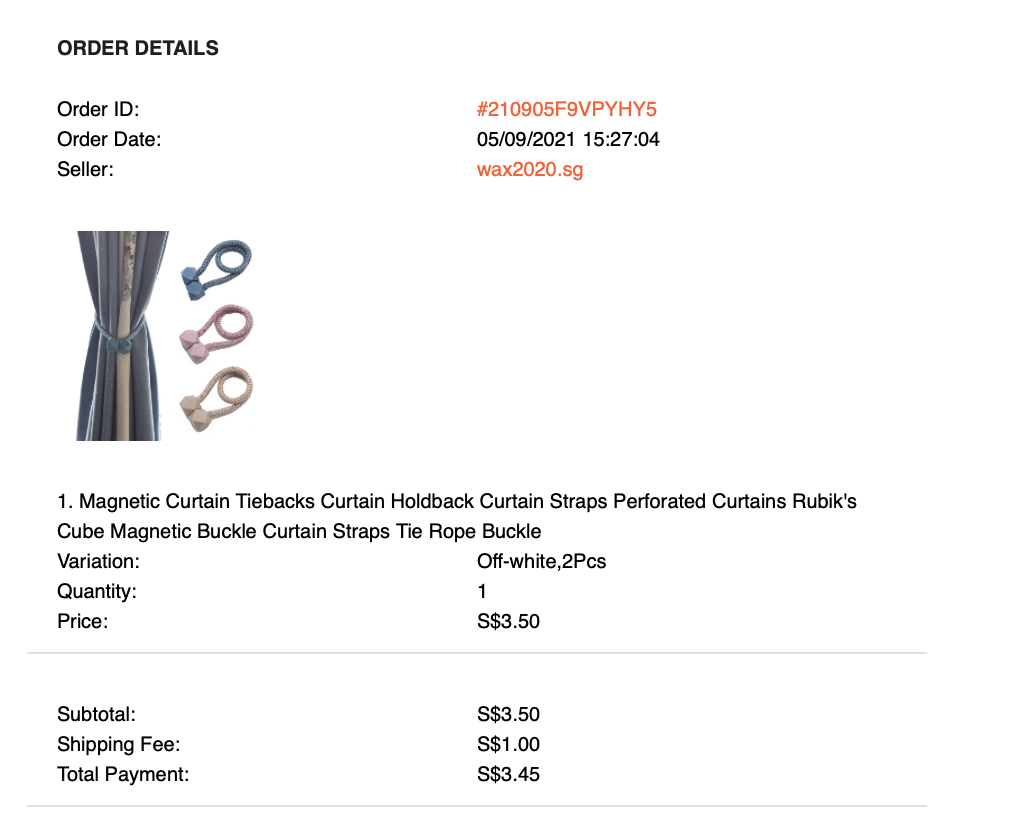 ORDER DETAILS
Order ID: #210905F9VPYHY5
Order Date: 05/09/2021 15:27:04
Seller: wax2020.sg
1. Magnetic Curtain Tiebacks Curtain Holdback Curtain Straps Perforated Curtains Rubik's
Cube Magnetic Buckle Curtain Straps Tie Rope Buckle
Variation: Off-white,2Pcs
Quantity: 1
Price: S$3.50
Subtotal: S$3.50
Shipping Fee: S$1.00
Total Payment: S$3.45